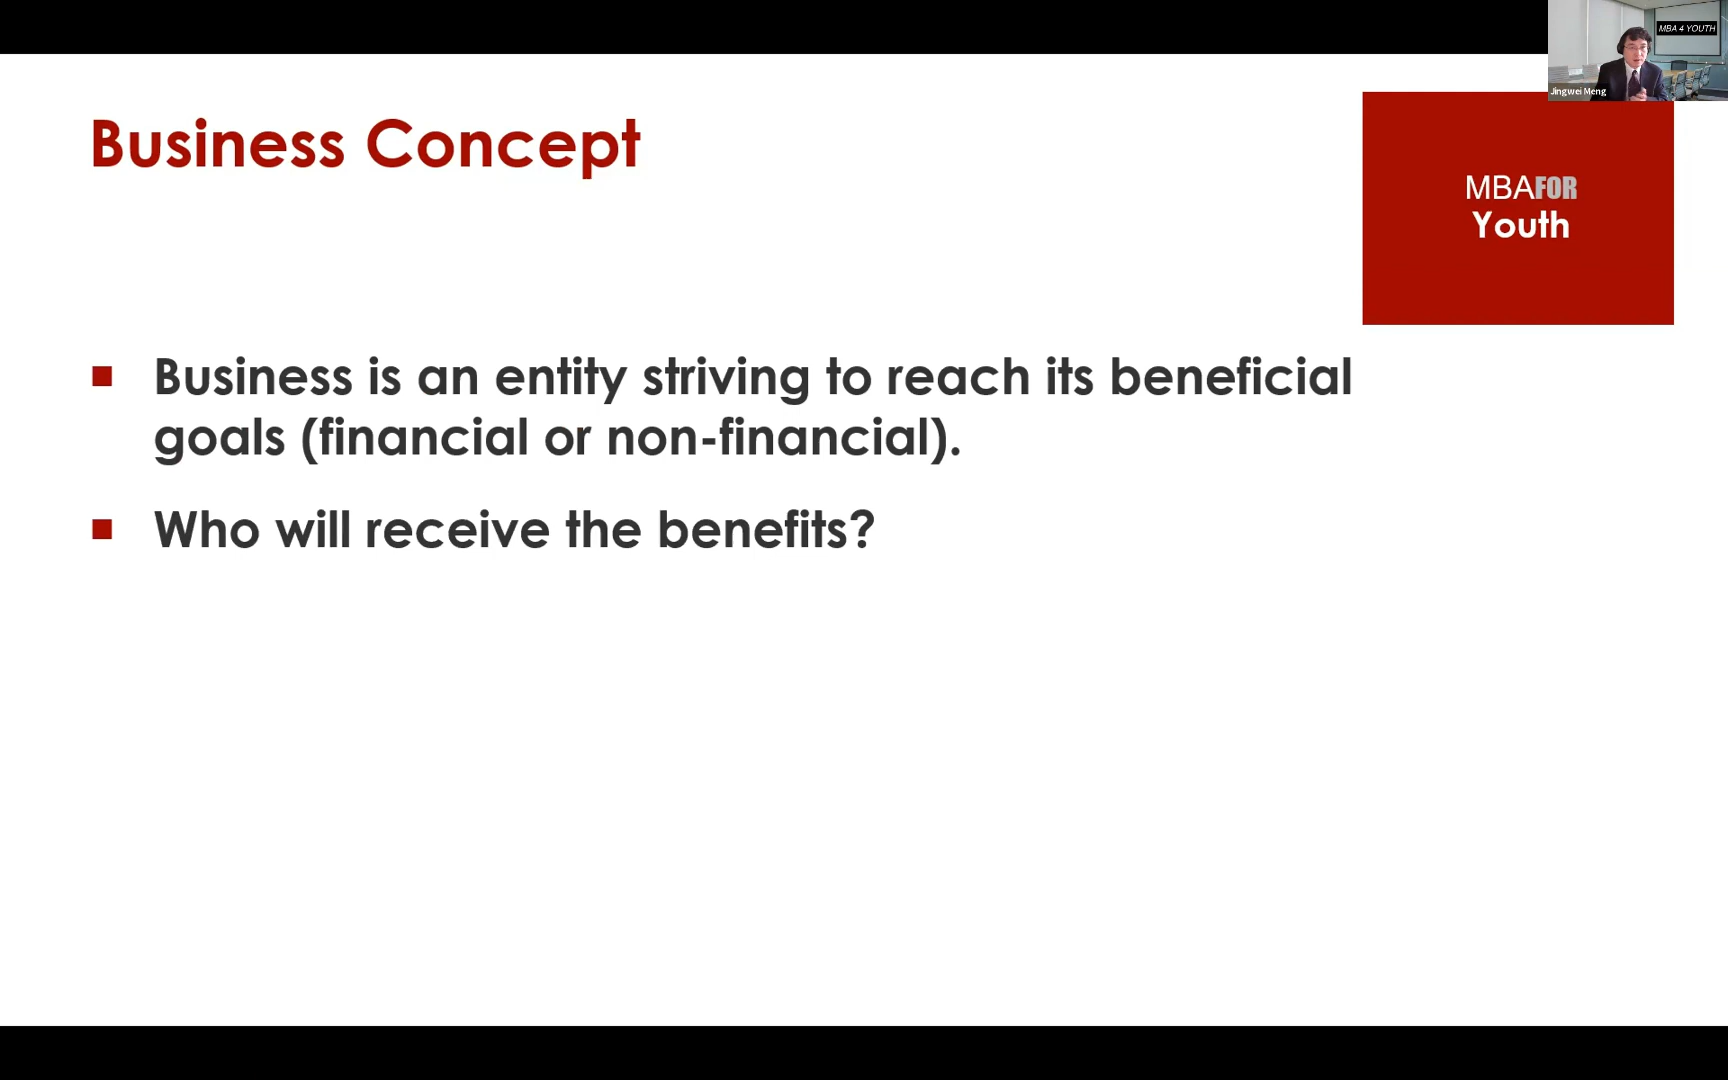 MBA 4 YOUTH
Jingwei Meng
Business Concept
MBAFOR
Youth
Business is an entity striving to reach its beneficial
goals (financial or non-financial).
Who will receive the benefits?